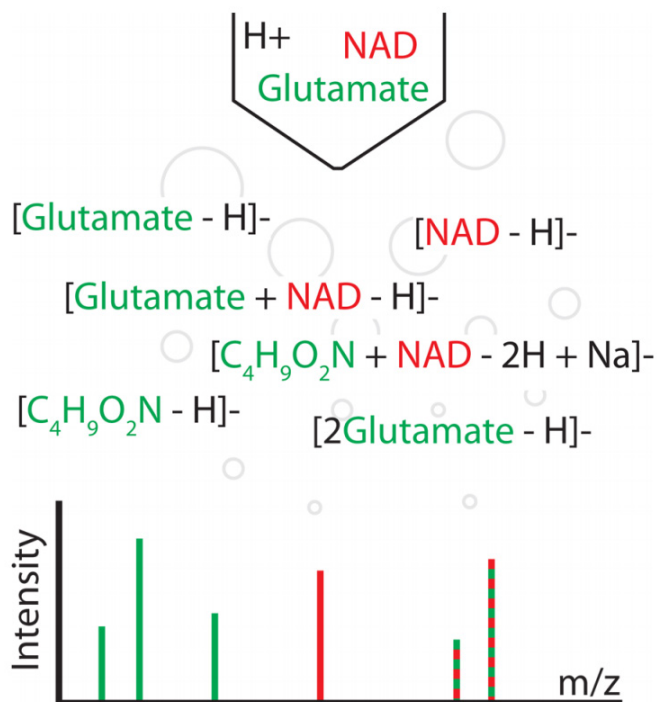 H+ NAD
Glutamate
[Glutamate - H]-
[NAD - H]-
[Glutamate + NAD - H]-
[C₄H₉O₂N + NAD - 2H + Na]-
[C₄H₉O₂N - H]-
[2Glutamate - H]-
Intensity
m/z